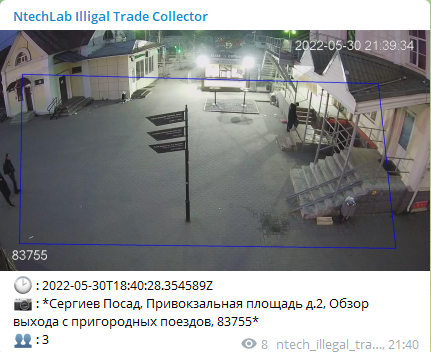 NtechLab Illigal Trade Collector
2022-05-30 21:39:34
83755
: 2022-05-30T18:40:28.354589Z
: *Сергиев Посад, Привокзальная площадь д.2, Обзор
выхода с пригородных поездов, 83755*
: 3
8 ntech_illegal_tra..., 21:40